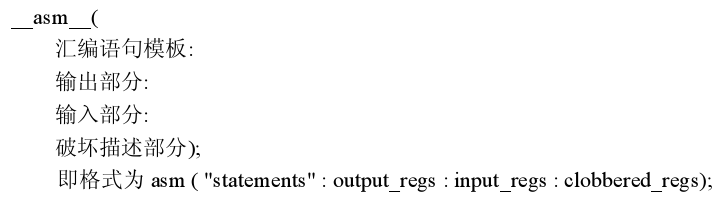 __asm__(
汇编语句模板:
输出部分:
输入部分:
破坏描述部分);
即格式为 asm ( "statements" : output_regs : input_regs : clobbered_regs);